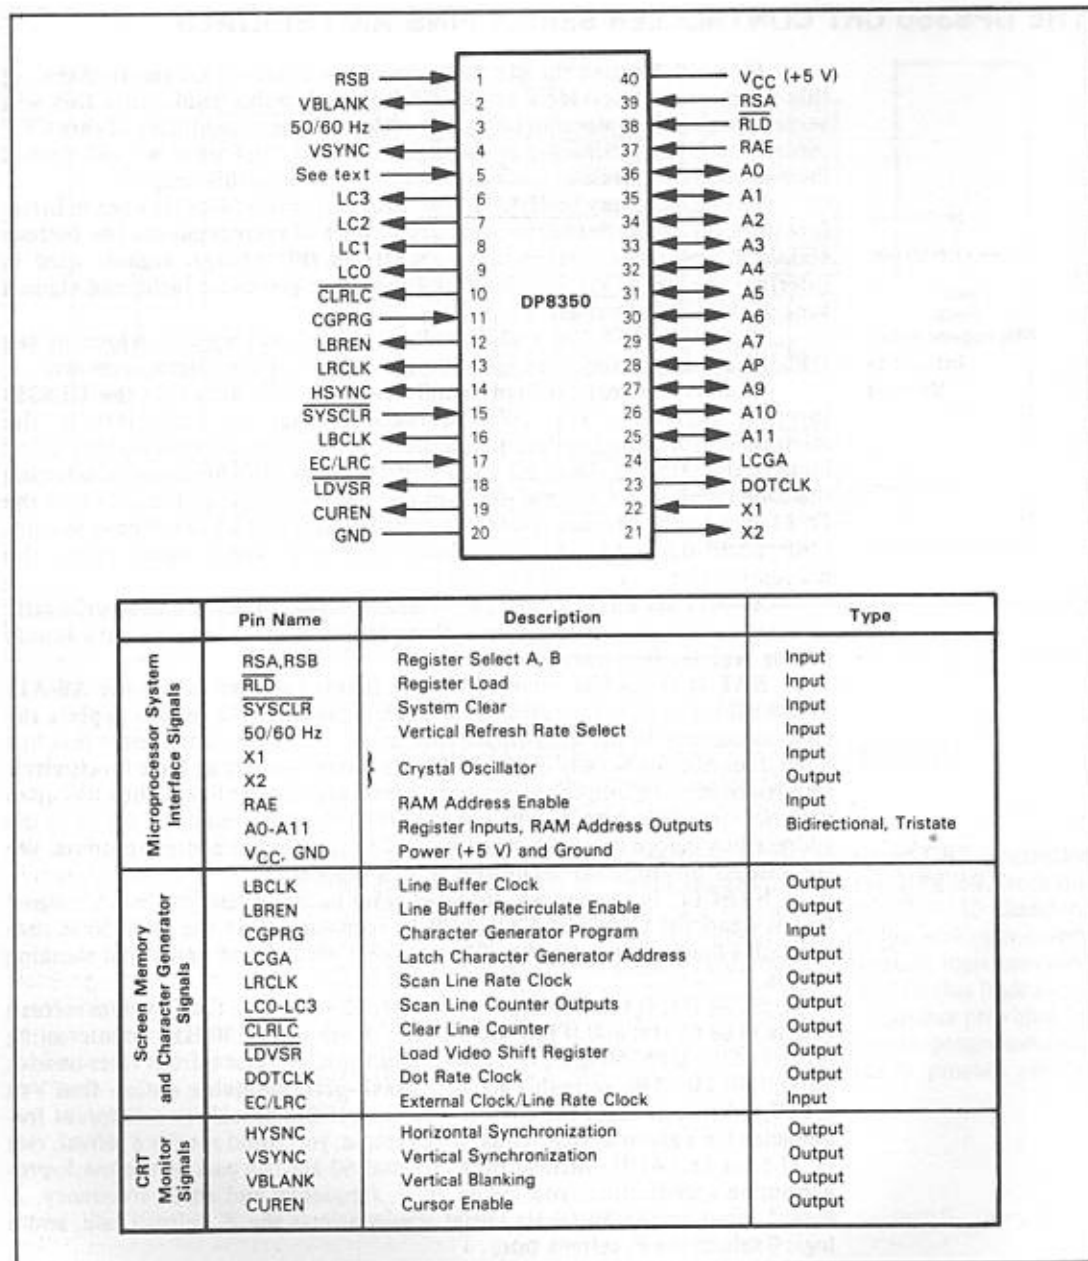 THE DP8350 CRT CONTROLLER
RSB 1 40 VCC (+5 V)
VBLANK 2 39 RSA
50/60 Hz 3 38 RLD
VSYNC 4 37 RAE
See text 5 36 A0
LC3 6 35 A1
LC2 7 34 A2
LC1 8 33 A3
LC0 9 32 A4
CLRLC 10 DP8350 31 A5
CGPRG 11 30 A6
LBREN 12 29 A7
LRCLK 13 28 AF
HSYNC 14 27 A9
SYSCLR 15 26 A10
LBCLK 16 25 A11
EC/LRC 17 24 LCGA
LDVSR 18 23 DOTCLK
CUREN 19 22 X1
GND 20 21 X2
Pin Name Description Type
Microprocessor System
Interface Signals
RSA,RSB Register Select A, B Input
RLD Register Load Input
SYSCLR System Clear Input
50/60 Hz Vertical Refresh Rate Select Input
X1 Input
X2 } Crystal Oscillator Output
RAE RAM Address Enable Input
A0-A11 Register Inputs, RAM Address Outputs Bidirectional, Tristate
VCC, GND Power (+5 V) and Ground
Screen Memory
and Character Generator
Signals
LBCLK Line Buffer Clock Output
LBREN Line Buffer Recirculate Enable Output
CGPRG Character Generator Program Input
LCGA Latch Character Generator Address Output
LRCLK Scan Line Rate Clock Output
LC0-LC3 Scan Line Counter Outputs Output
CLRLC Clear Line Counter Output
LDVSR Load Video Shift Register Output
DOTCLK Dot Rate Clock Output
EC/LRC External Clock/Line Rate Clock Input
CRT
Monitor
Signals
HYSNC Horizontal Synchronization Output
VSYNC Vertical Synchronization Output
VBLANK Vertical Blanking Output
CUREN Cursor Enable Output